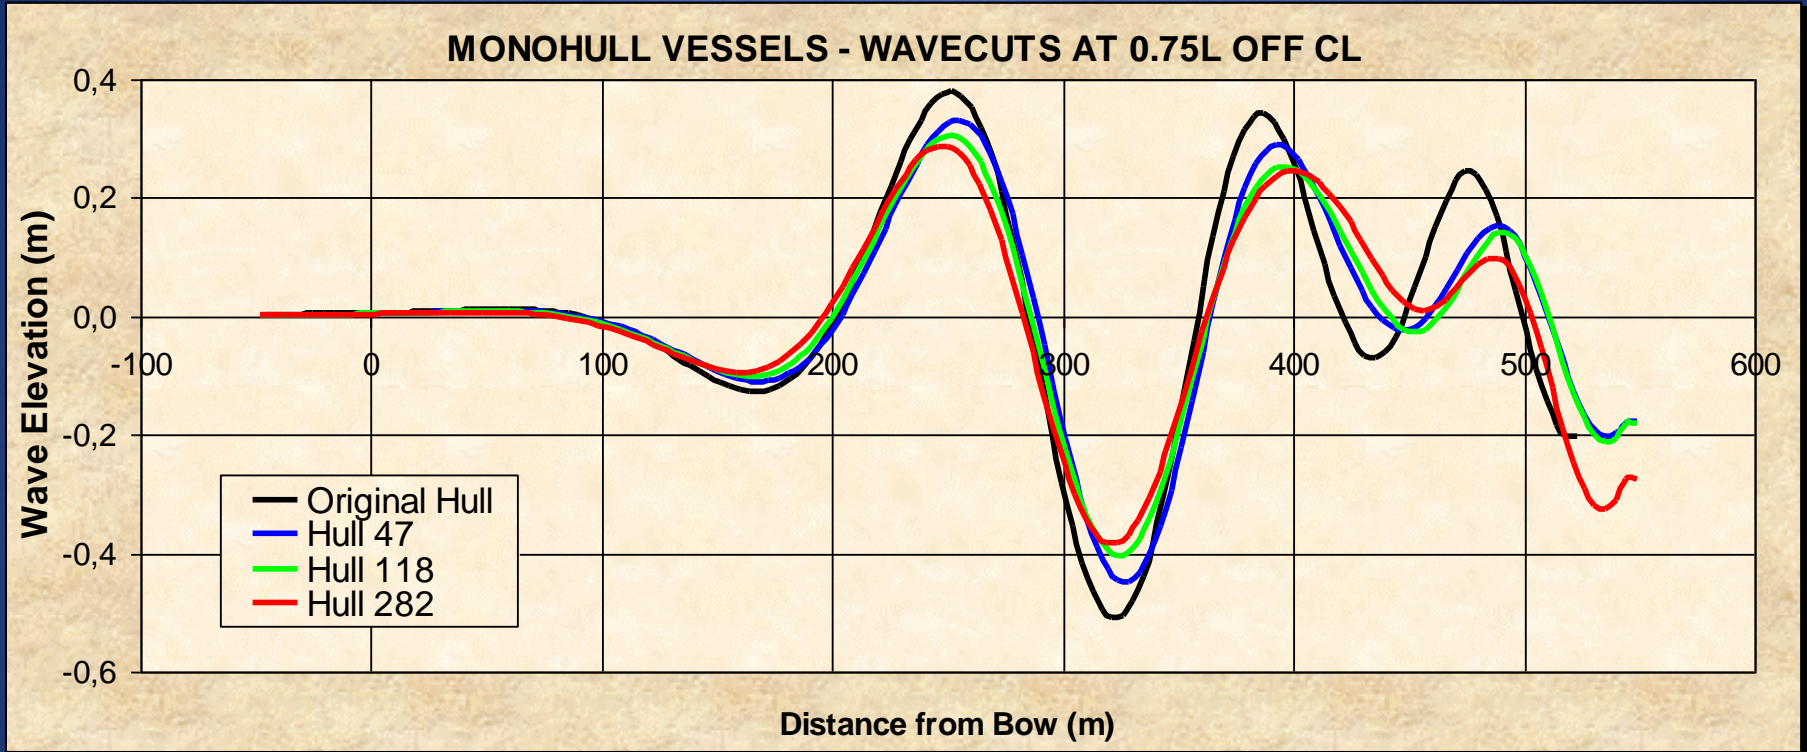 MONOHULL VESSELS - WAVECUTS AT 0.75L OFF CL
0,4
0,2
0,0
-0,2
-0,4
-0,6
-100
0
100
200
300
400
500
600
Wave Elevation (m)
Original Hull
Hull 47
Hull 118
Hull 282
Distance from Bow (m)